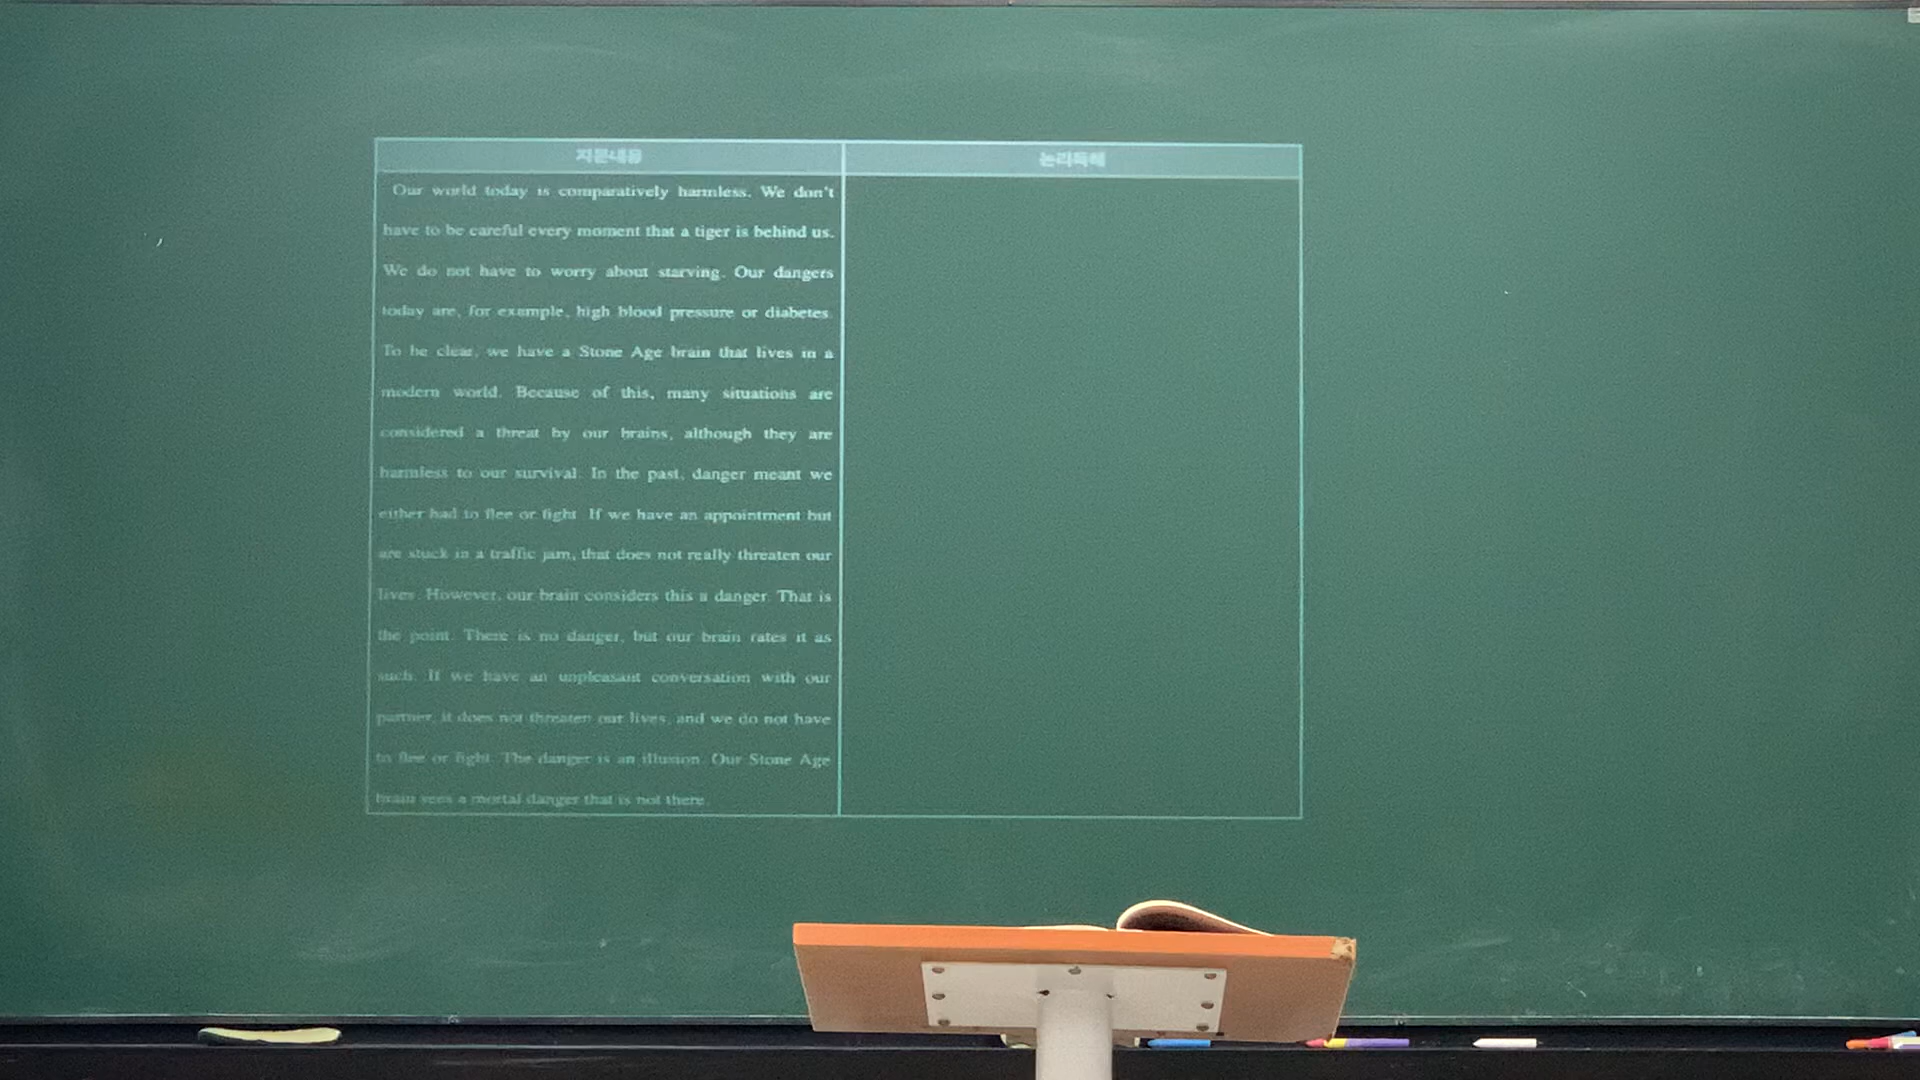 지문내용
논리독해
Our world today is comparatively harmless. We don't
have to be careful every moment that a tiger is behind us.
We do not have to worry about starving. Our dangers
today are, for example, high blood pressure or diabetes.
To be clear, we have a Stone Age brain that lives in a
modern world. Because of this, many situations are
considered a threat by our brains, although they are
harmless to our survival. In the past, danger meant we
either had to flee or fight. If we have an appointment but
are stuck in a traffic jam, that does not really threaten our
lives. However, our brain considers this a danger. That is
the point. There is no danger, but our brain rates it as
such. If we have an unpleasant conversation with our
partner, it does not threaten our lives, and we do not have
to flee or fight. The danger is an illusion. Our Stone Age
brain sees a mortal danger that is not there.